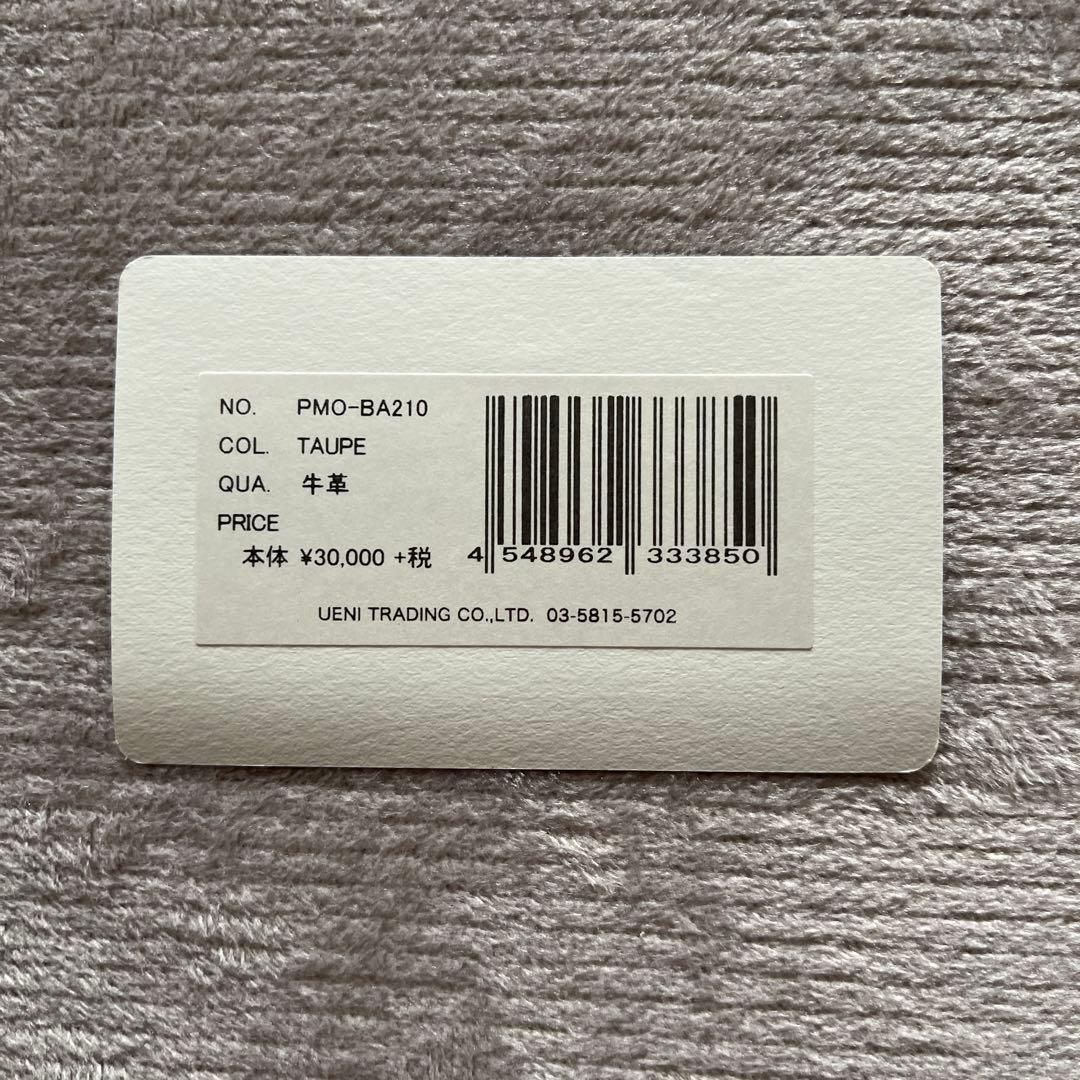 NO. PMO-BA210
COL. TAUPE
QUA. 牛革
PRICE
本体 ¥30,000 +税
4 548962 333850
UENI TRADING CO.,LTD. 03-5815-5702